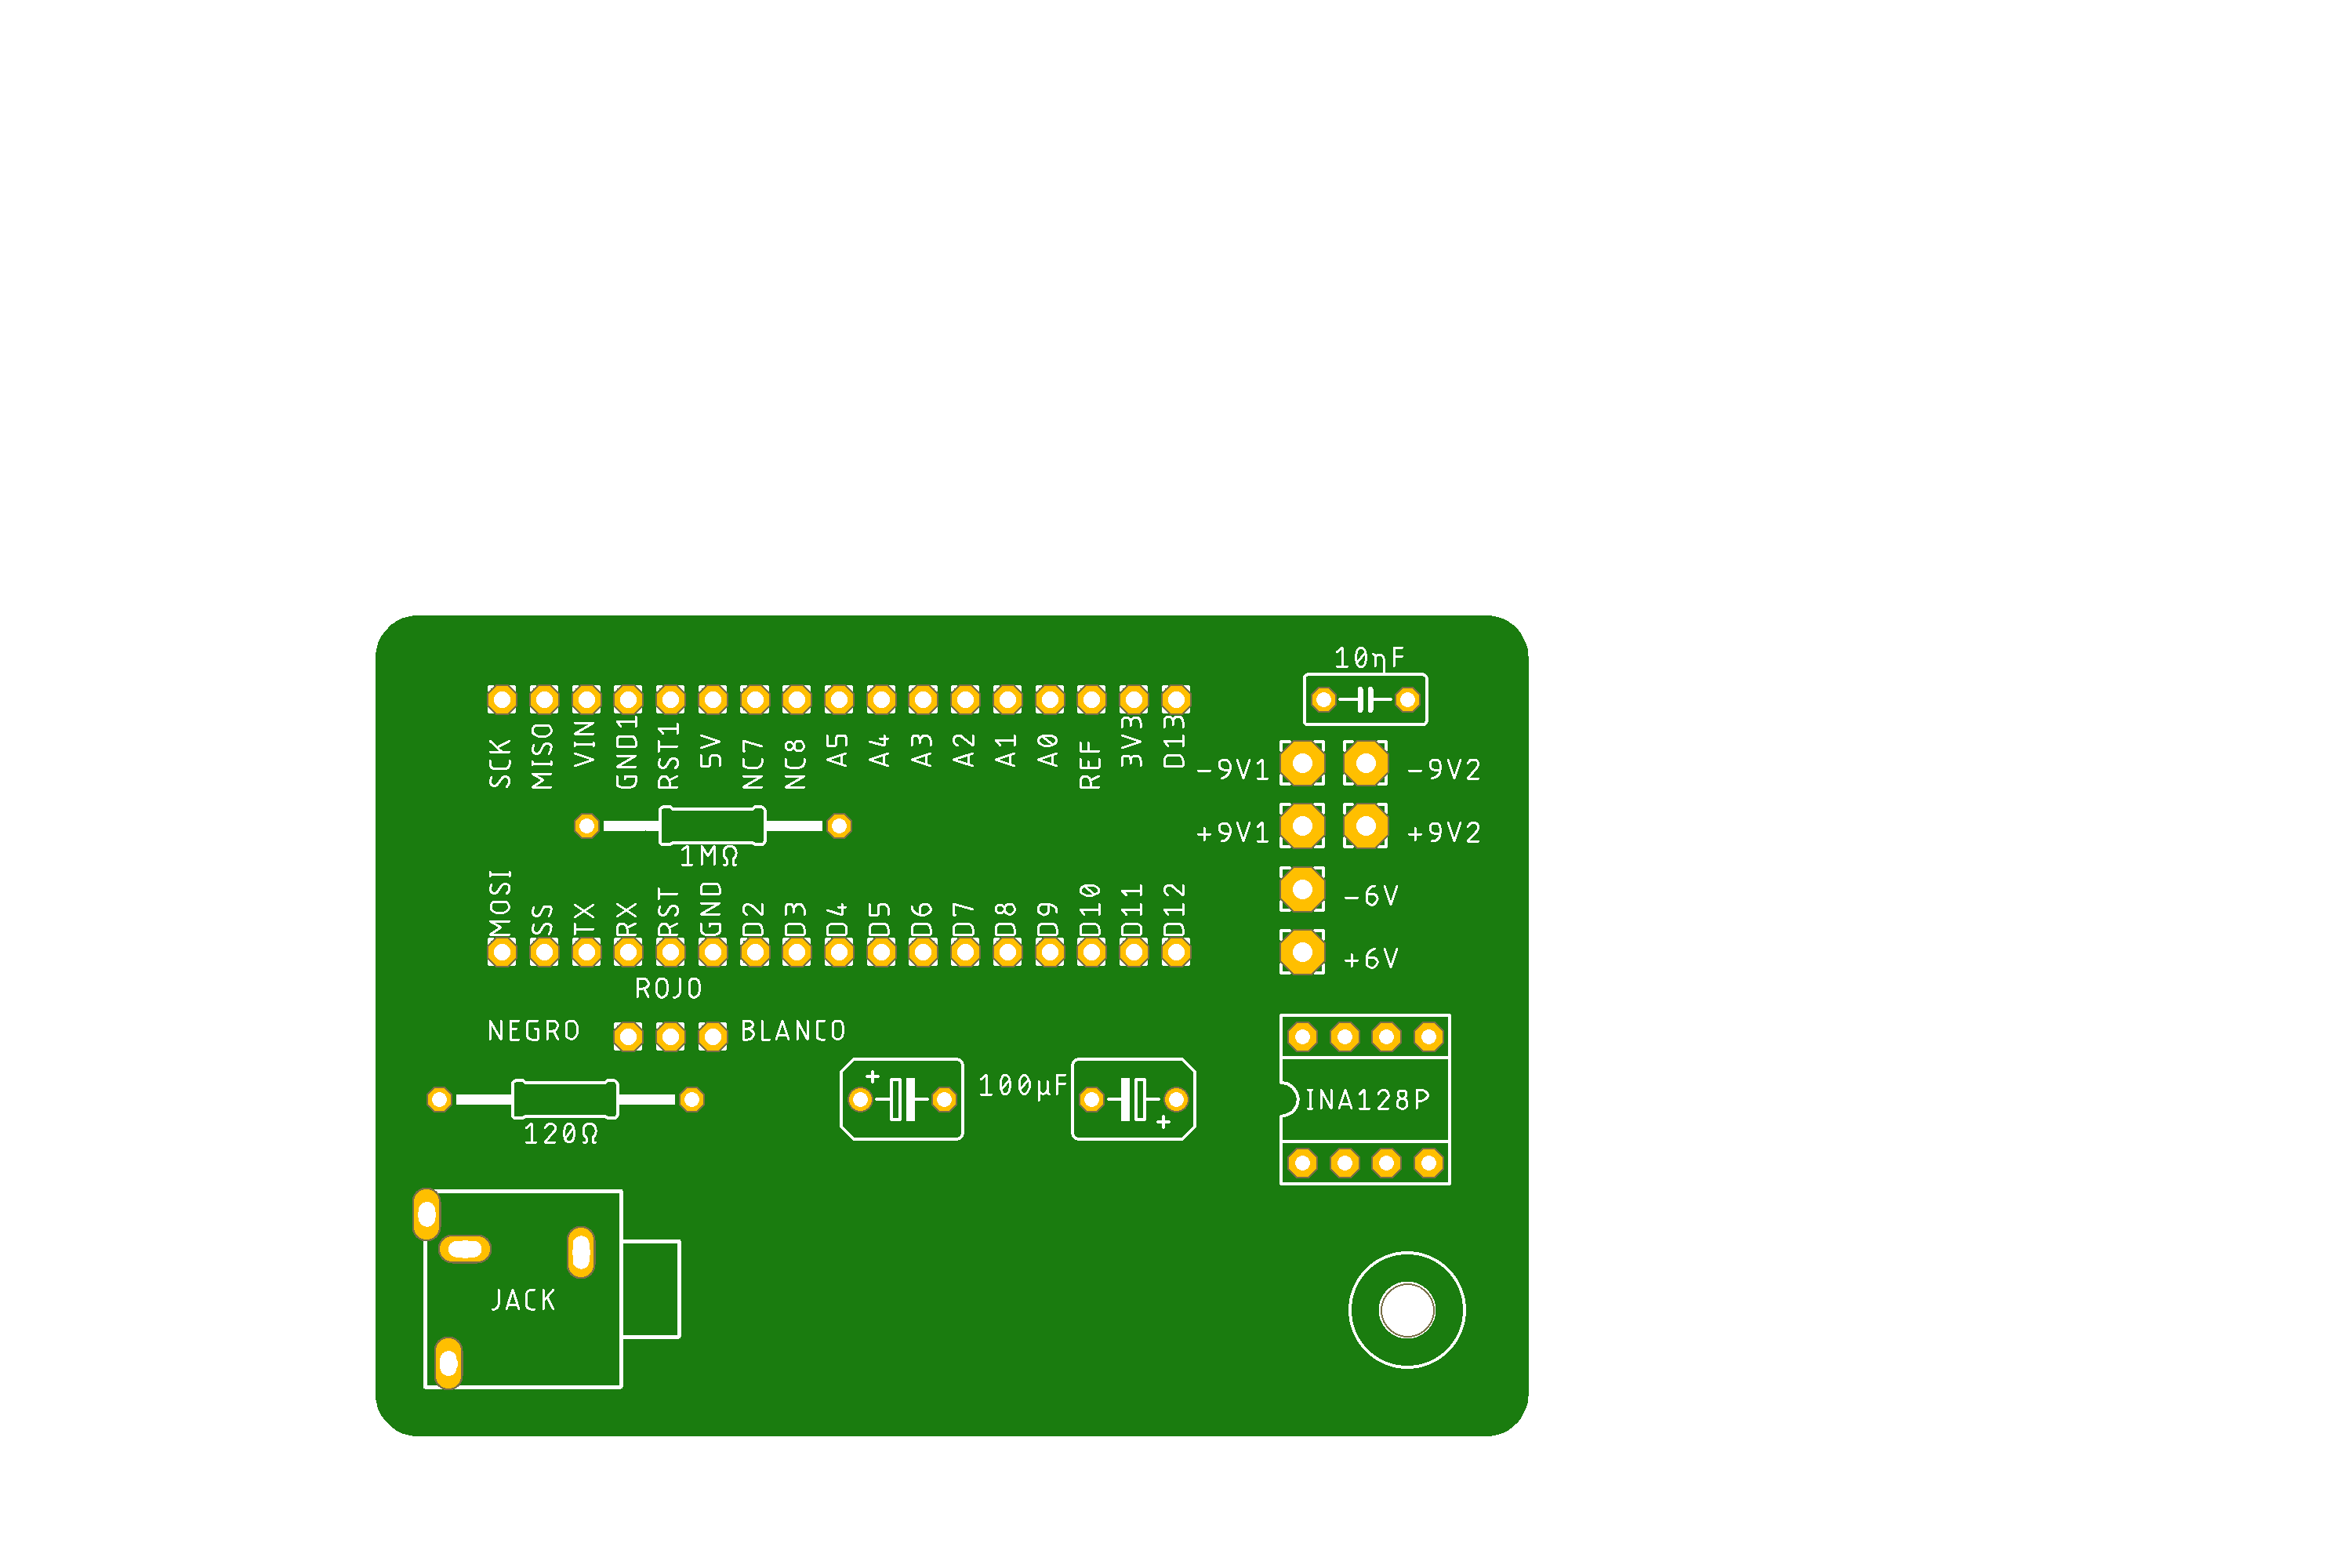 10nF
SCK
MISO
VIN
GND1
RST1
5V
NC7
NC8
A5
A4
A3
A2
A1
A0
REF
3V3
D13
-9V1
-9V2
+9V1
+9V2
1MΩ
MOSI
SS
TX
RX
RST
GND
D2
D3
D4
D5
D6
D7
D8
D9
D10
D11
D12
-6V
+6V
ROJO
NEGRO
BLANCO
+
100µF
+
INA128P
120Ω
JACK